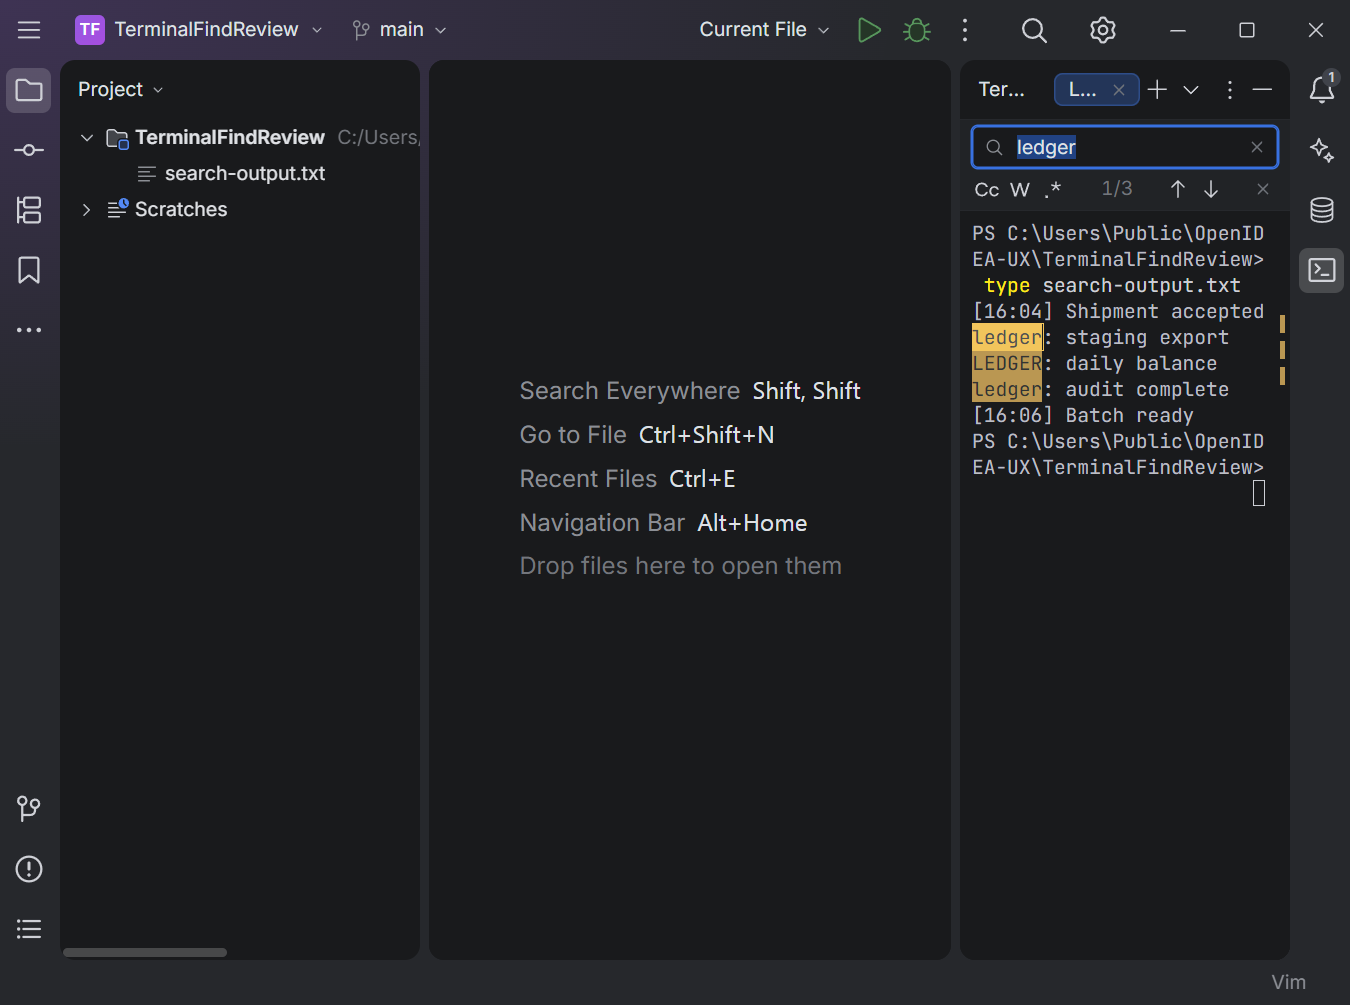 TF TerminalFindReview main Current File
Project
TerminalFindReview C:/Users/
search-output.txt
Scratches
Search Everywhere Shift, Shift
Go to File Ctrl+Shift+N
Recent Files Ctrl+E
Navigation Bar Alt+Home
Drop files here to open them
Ter... L...
1
ledger
Cc W .* 1/3
PS C:\Users\Public\OpenID
EA-UX\TerminalFindReview>
type search-output.txt
[16:04] Shipment accepted
ledger: staging export
LEDGER: daily balance
ledger: audit complete
[16:06] Batch ready
PS C:\Users\Public\OpenID
EA-UX\TerminalFindReview>
Vim